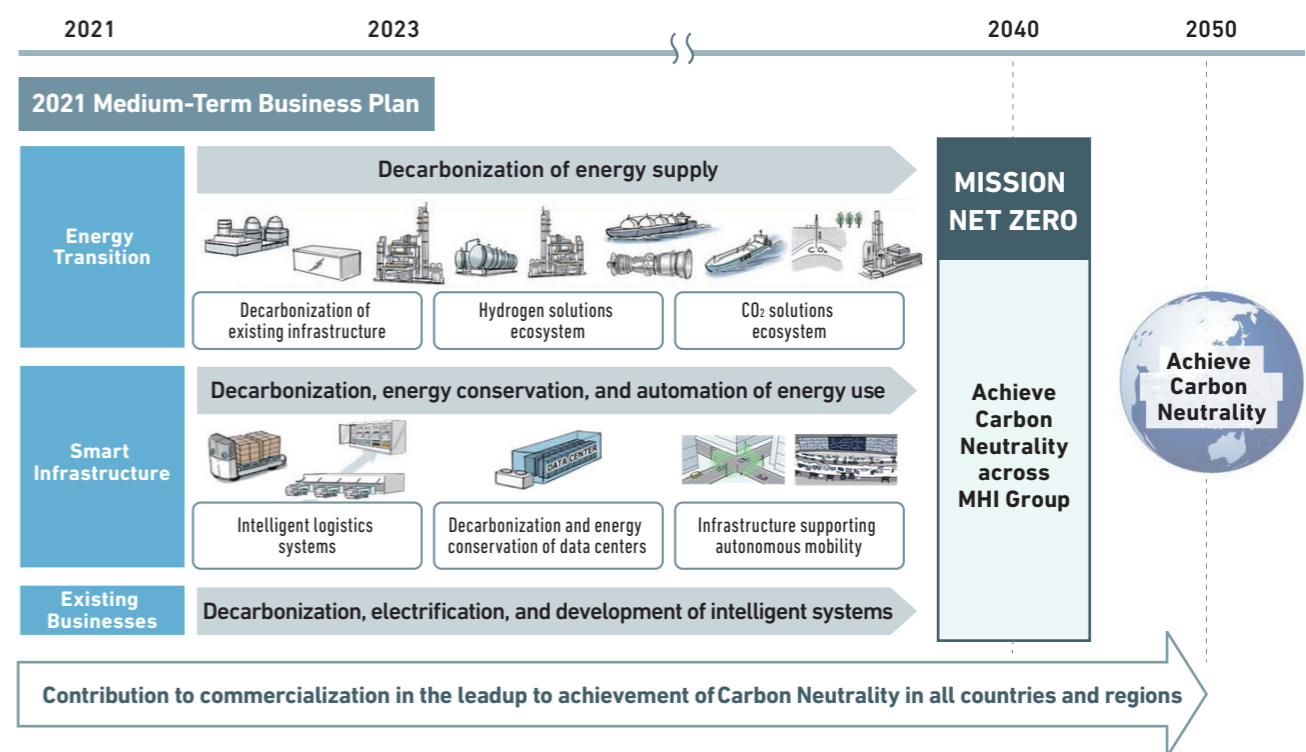 2021 2023 2040 2050
2021 Medium-Term Business Plan
Energy
Transition
Decarbonization of energy supply
CO₂
Decarbonization of
existing infrastructure
Hydrogen solutions
ecosystem
CO₂ solutions
ecosystem
Smart
Infrastructure
Decarbonization, energy conservation, and automation of energy use
DATA CENTER
Intelligent logistics
systems
Decarbonization and energy
conservation of data centers
Infrastructure supporting
autonomous mobility
Existing
Businesses
Decarbonization, electrification, and development of intelligent systems
MISSION
NET ZERO
Achieve
Carbon
Neutrality
across
MHI Group
Achieve
Carbon
Neutrality
Contribution to commercialization in the leadup to achievement of Carbon Neutrality in all countries and regions